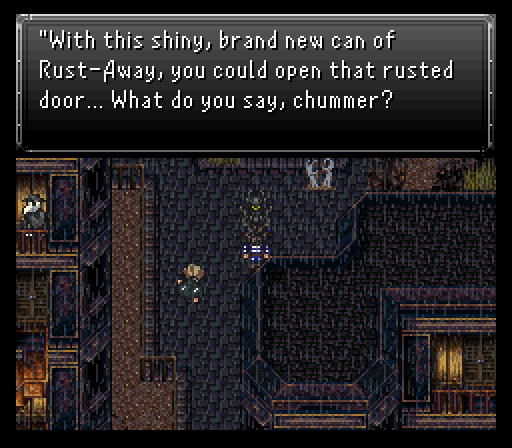 "With this shiny, brand new can of
Rust-Away, you could open that rusted
door... What do you say, chummer?